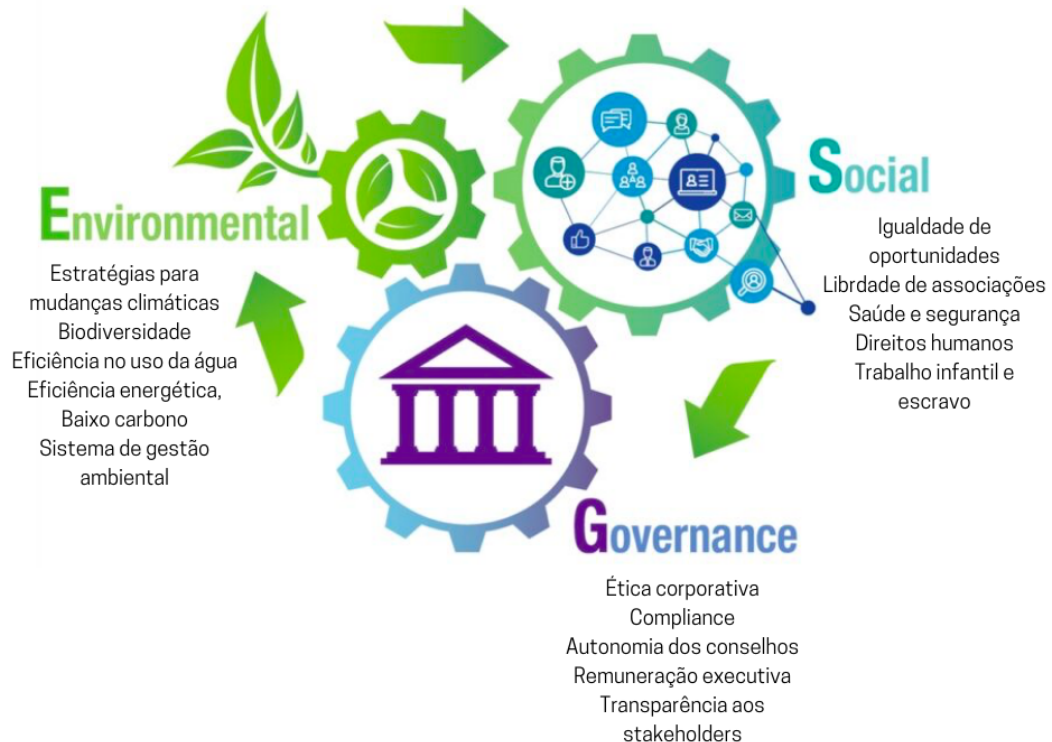 Environmental
Estratégias para
mudanças climáticas
Biodiversidade
Eficiência no uso da água
Eficiência energética,
Baixo carbono
Sistema de gestão
ambiental
Social
Igualdade de
oportunidades
Librdade de associações
Saúde e segurança
Direitos humanos
Trabalho infantil e
escravo
Governance
Ética corporativa
Compliance
Autonomia dos conselhos
Remuneração executiva
Transparência aos
stakeholders